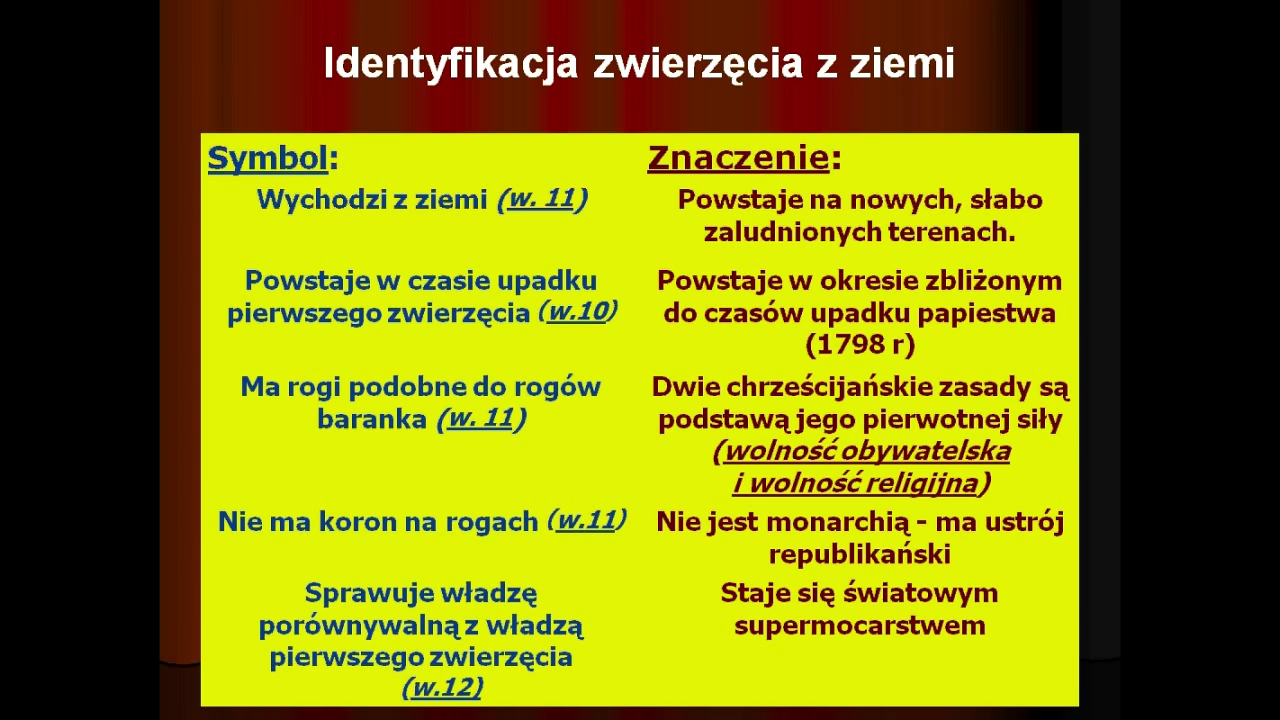 Identyfikacja zwierzęcia z ziemi
Symbol:
Znaczenie:
Wychodzi z ziemi (w. 11)
Powstaje na nowych, słabo
zaludnionych terenach.
Powstaje w czasie upadku
pierwszego zwierzęcia (w.10)
Powstaje w okresie zbliżonym
do czasów upadku papiestwa
(1798 r)
Ma rogi podobne do rogów
baranka (w. 11)
Dwie chrześcijańskie zasady są
podstawą jego pierwotnej siły
(wolność obywatelska
i wolność religijna)
Nie ma koron na rogach (w.11)
Nie jest monarchią - ma ustrój
republikański
Sprawuje władzę
porównywalną z władzą
pierwszego zwierzęcia
(w.12)
Staje się światowym
supermocarstwem